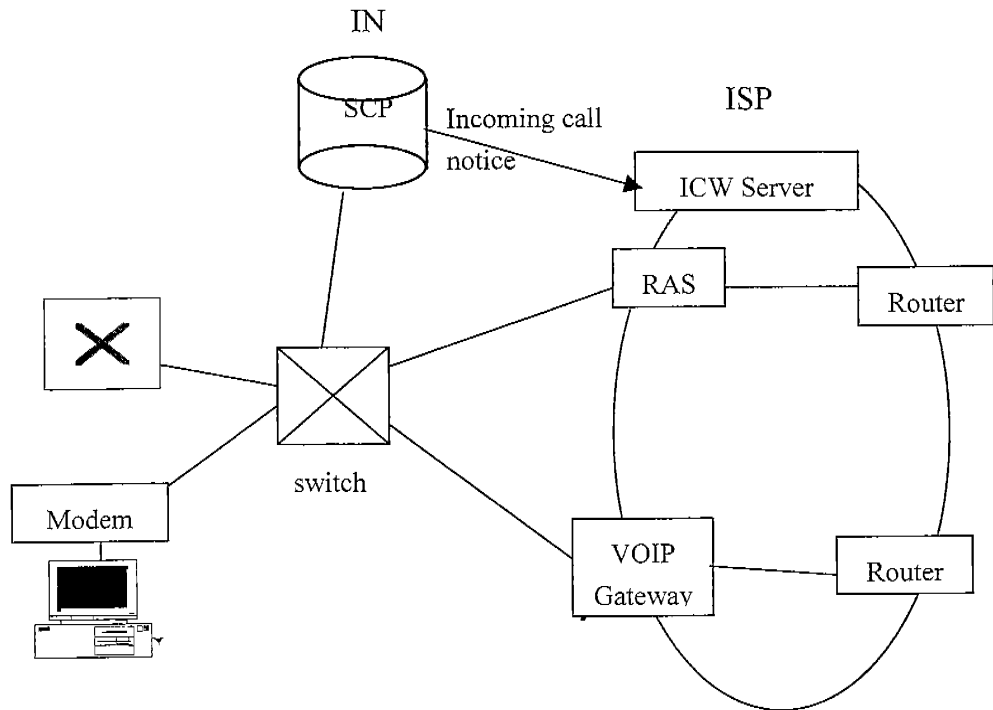 IN
SCP
ISP
Incoming call
notice
ICW Server
RAS
Router
switch
Modem
VOIP
Gateway
Router